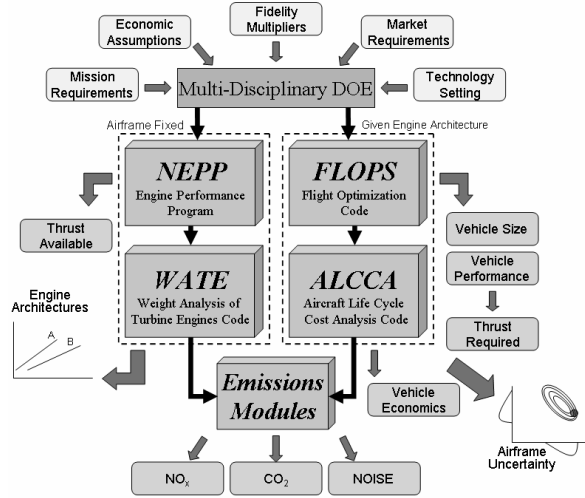 Economic
Assumptions
Fidelity
Multipliers
Market
Requirements
Mission
Requirements
Multi-Disciplinary DOE
Technology
Setting
Airframe Fixed
Given Engine Architecture
NEPP
Engine Performance
Program
FLOPS
Flight Optimization
Code
Thrust
Available
Vehicle Size
Vehicle
Performance
WATE
Weight Analysis of
Turbine Engines Code
ALCCA
Aircraft Life Cycle
Cost Analysis Code
Engine
Architectures
A
B
Thrust
Required
Emissions
Modules
Vehicle
Economics
Airframe
Uncertainty
NOₓ
CO₂
NOISE